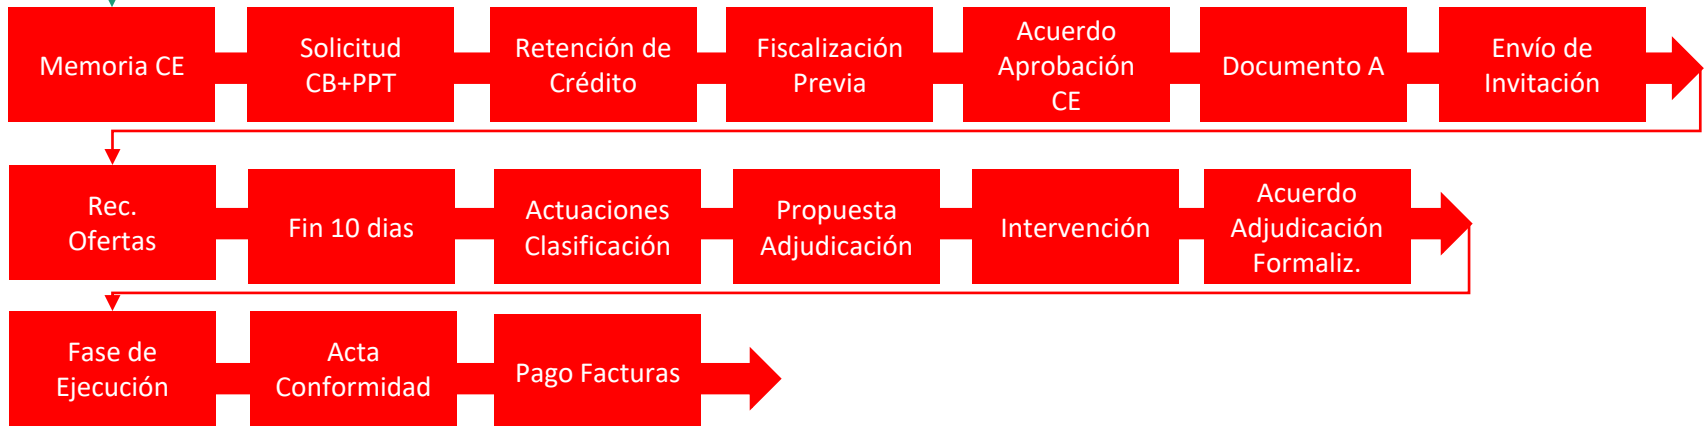 Memoria CE
Solicitud
CB+PPT
Retención de
Crédito
Fiscalización
Previa
Acuerdo
Aprobación
CE
Documento A
Envío de
Invitación
Rec.
Ofertas
Fin 10 dias
Actuaciones
Clasificación
Propuesta
Adjudicación
Intervención
Acuerdo
Adjudicación
Formaliz.
Fase de
Ejecución
Acta
Conformidad
Pago Facturas